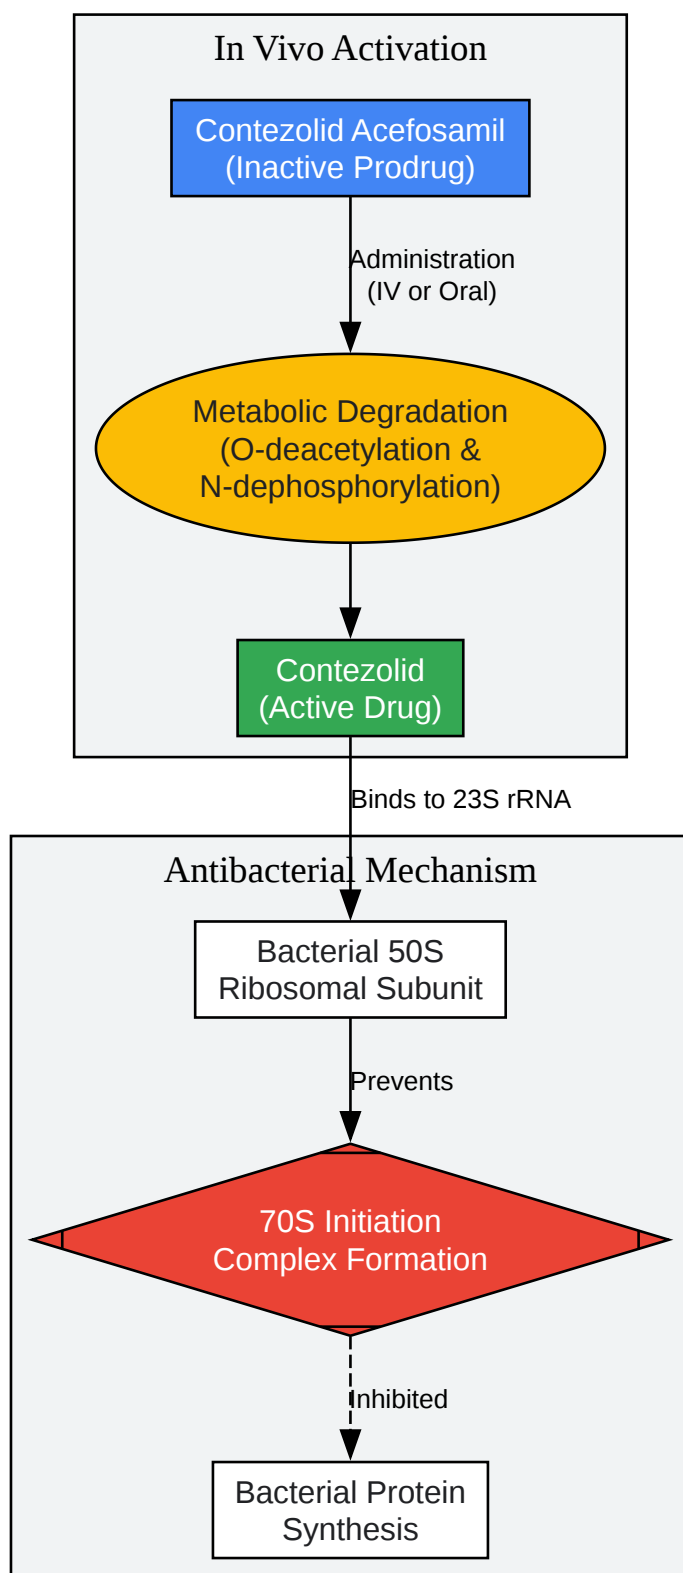 In Vivo Activation
Contezolid Acefosamil
(Inactive Prodrug)
Administration
(IV or Oral)
Metabolic Degradation
(O-deacetylation &
N-dephosphorylation)
Contezolid
(Active Drug)
Binds to 23S rRNA
Antibacterial Mechanism
Bacterial 50S
Ribosomal Subunit
Prevents
70S Initiation
Complex Formation
Inhibited
Bacterial Protein
Synthesis